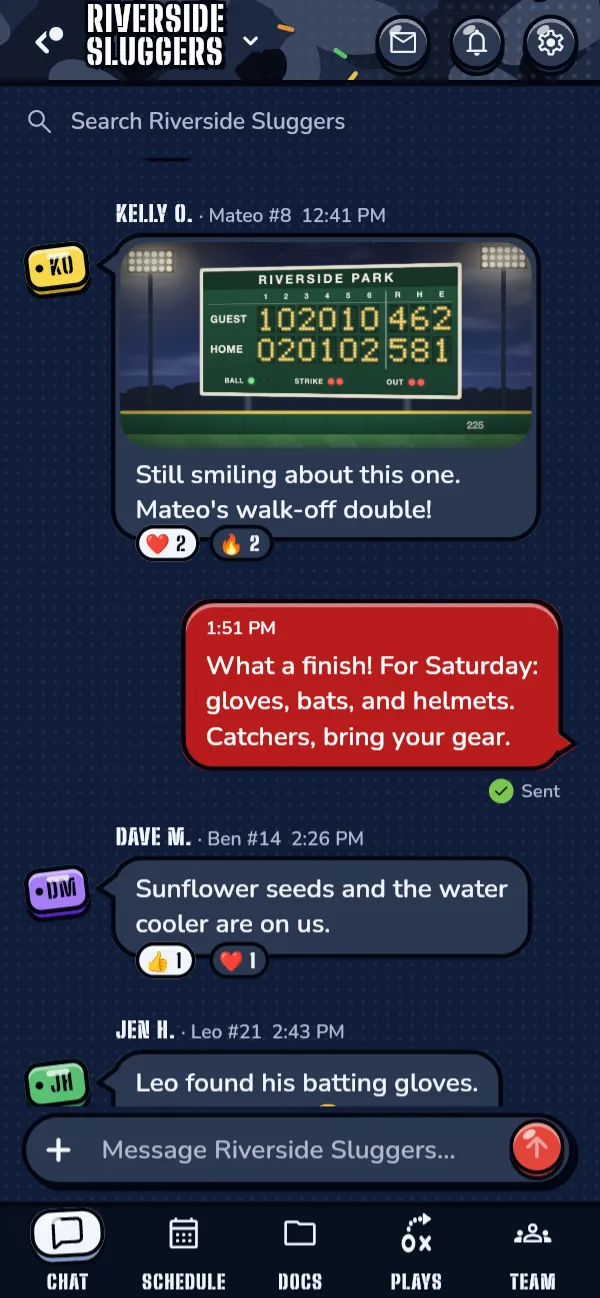 RIVERSIDE
SLUGGERS
Search Riverside Sluggers
KELLY O. · Mateo #8 12:41 PM
KO
RIVERSIDE PARK
1 2 3 4 5 6 R H E
GUEST 102010 462
HOME 020102 581
BALL STRIKE OUT
225
Still smiling about this one.
Mateo's walk-off double!
❤️ 2 🔥 2
1:51 PM
What a finish! For Saturday:
gloves, bats, and helmets.
Catchers, bring your gear.
Sent
DAVE M. · Ben #14 2:26 PM
DM
Sunflower seeds and the water
cooler are on us.
👍 1 ❤️ 1
JEN H. · Leo #21 2:43 PM
JH
Leo found his batting gloves.
Message Riverside Sluggers...
CHAT SCHEDULE DOCS PLAYS TEAM